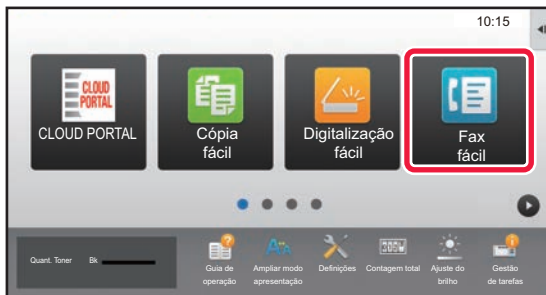 10:15
CLOUD
PORTAL
CLOUD PORTAL
Cópia
fácil
Digitalização
fácil
Fax
fácil
Quant. Toner Bk
Guia de
operação
Ampliar modo
apresentação
Definições
Contagem total
Ajuste do
brilho
Gestão
de tarefas